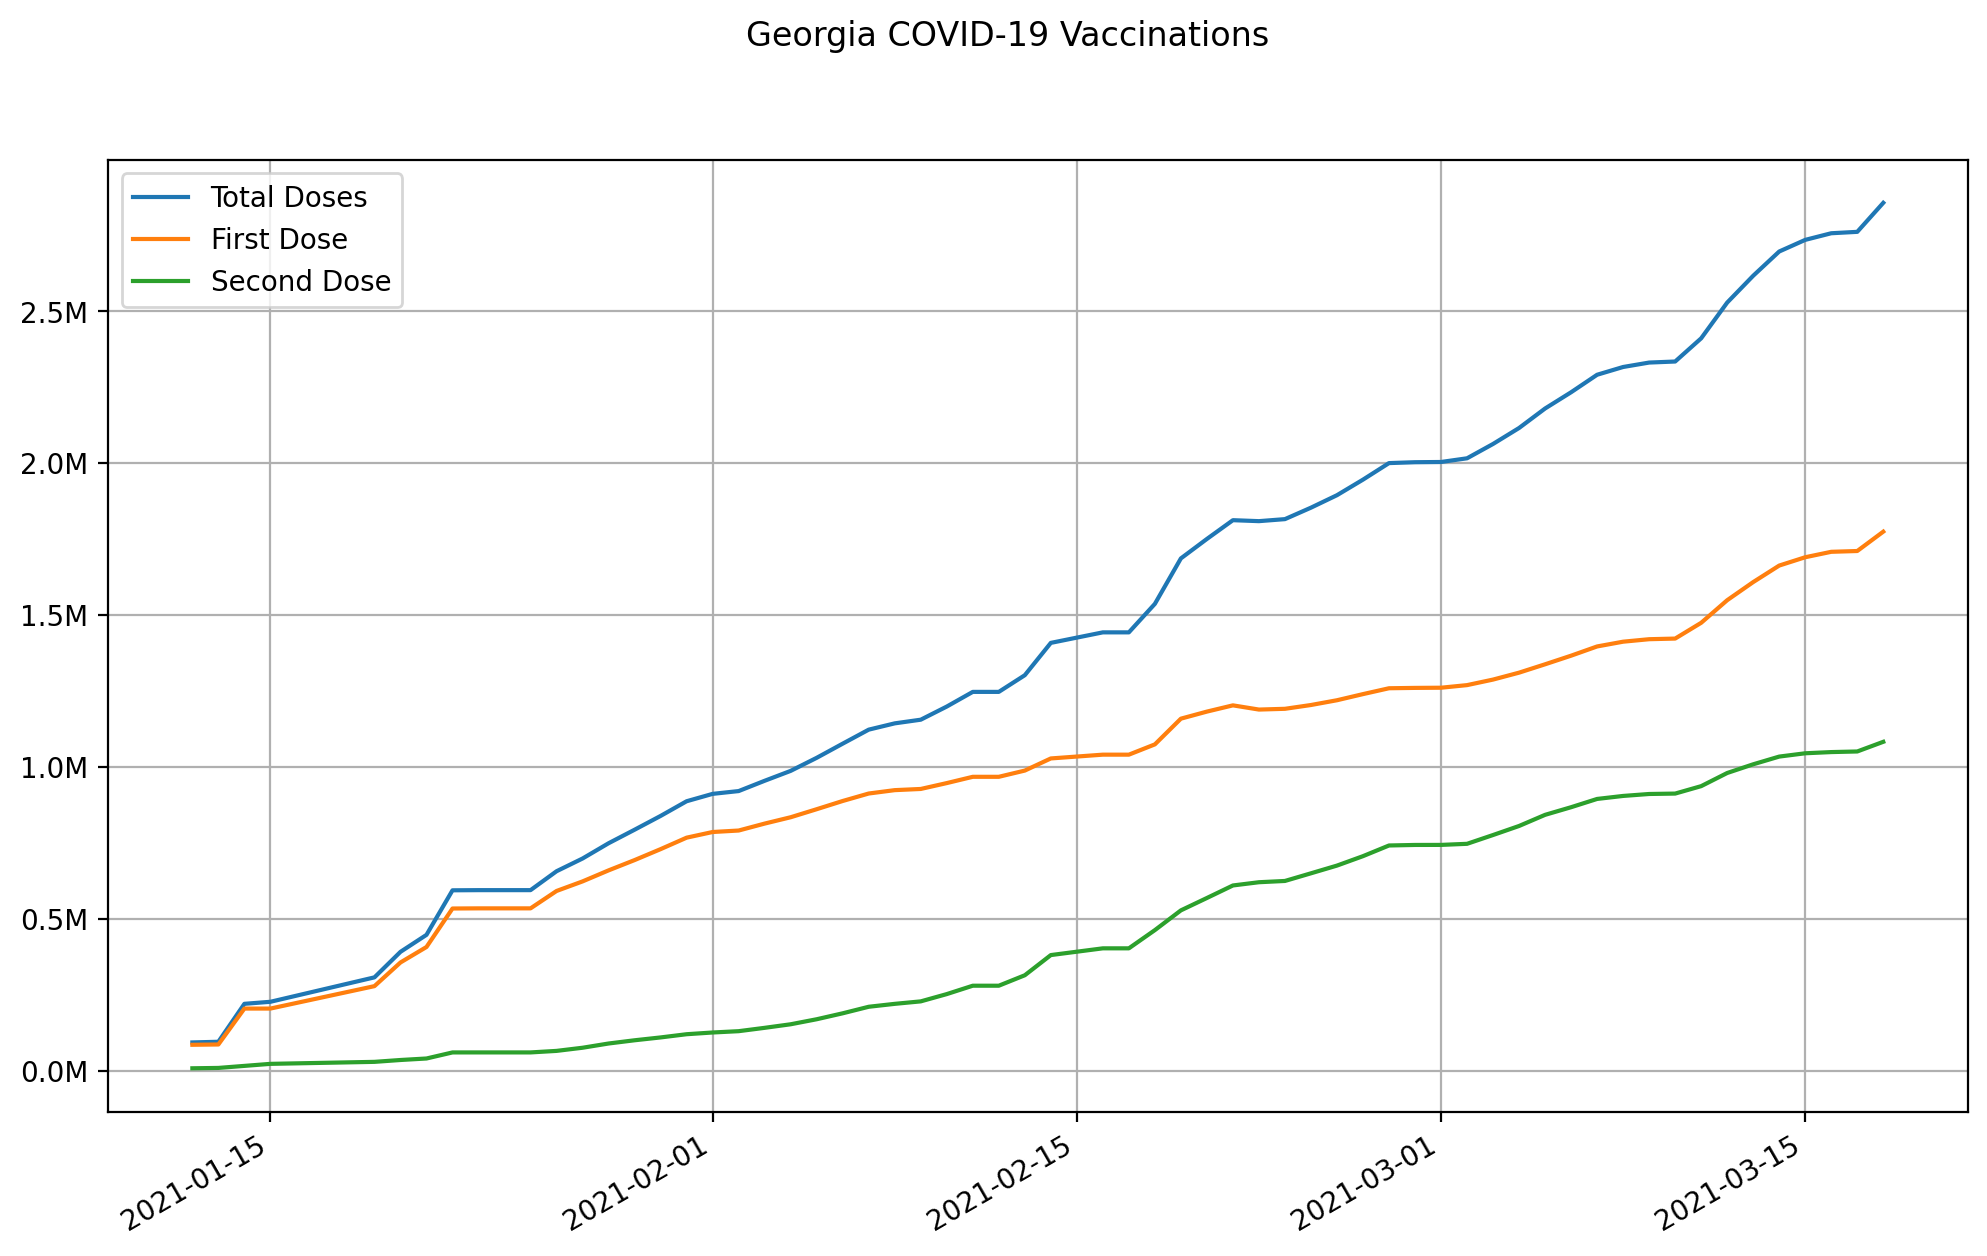 Georgia COVID-19 Vaccinations
Total Doses
First Dose
Second Dose
2.5M
2.0M
1.5M
1.0M
0.5M
0.0M
2021-01-15
2021-02-01
2021-02-15
2021-03-01
2021-03-15